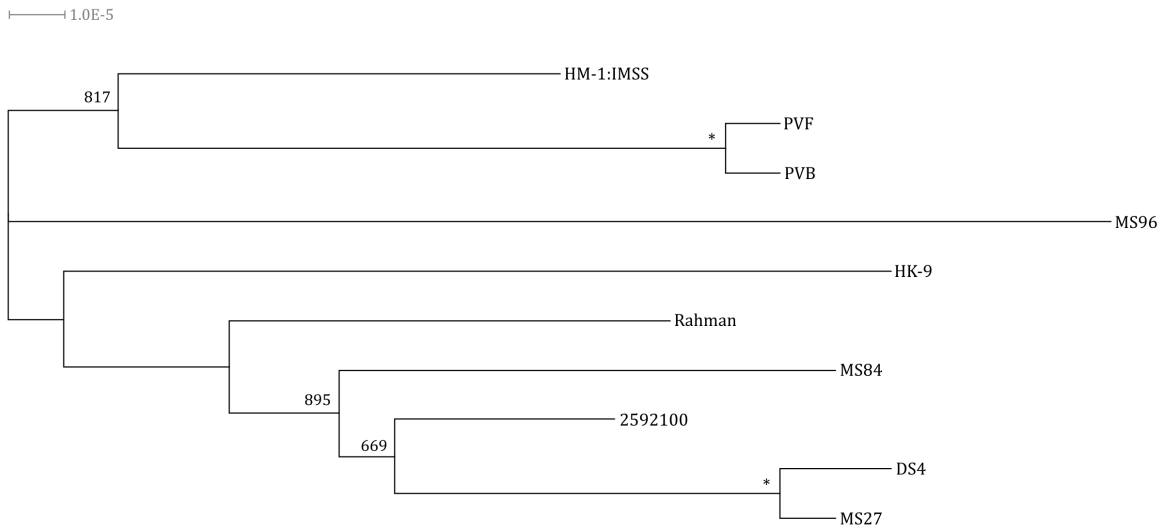 1.0E-5
HM-1:IMSS
817
PVF
*
PVB
MS96
HK-9
Rahman
MS84
895
2592100
669
DS4
*
MS27